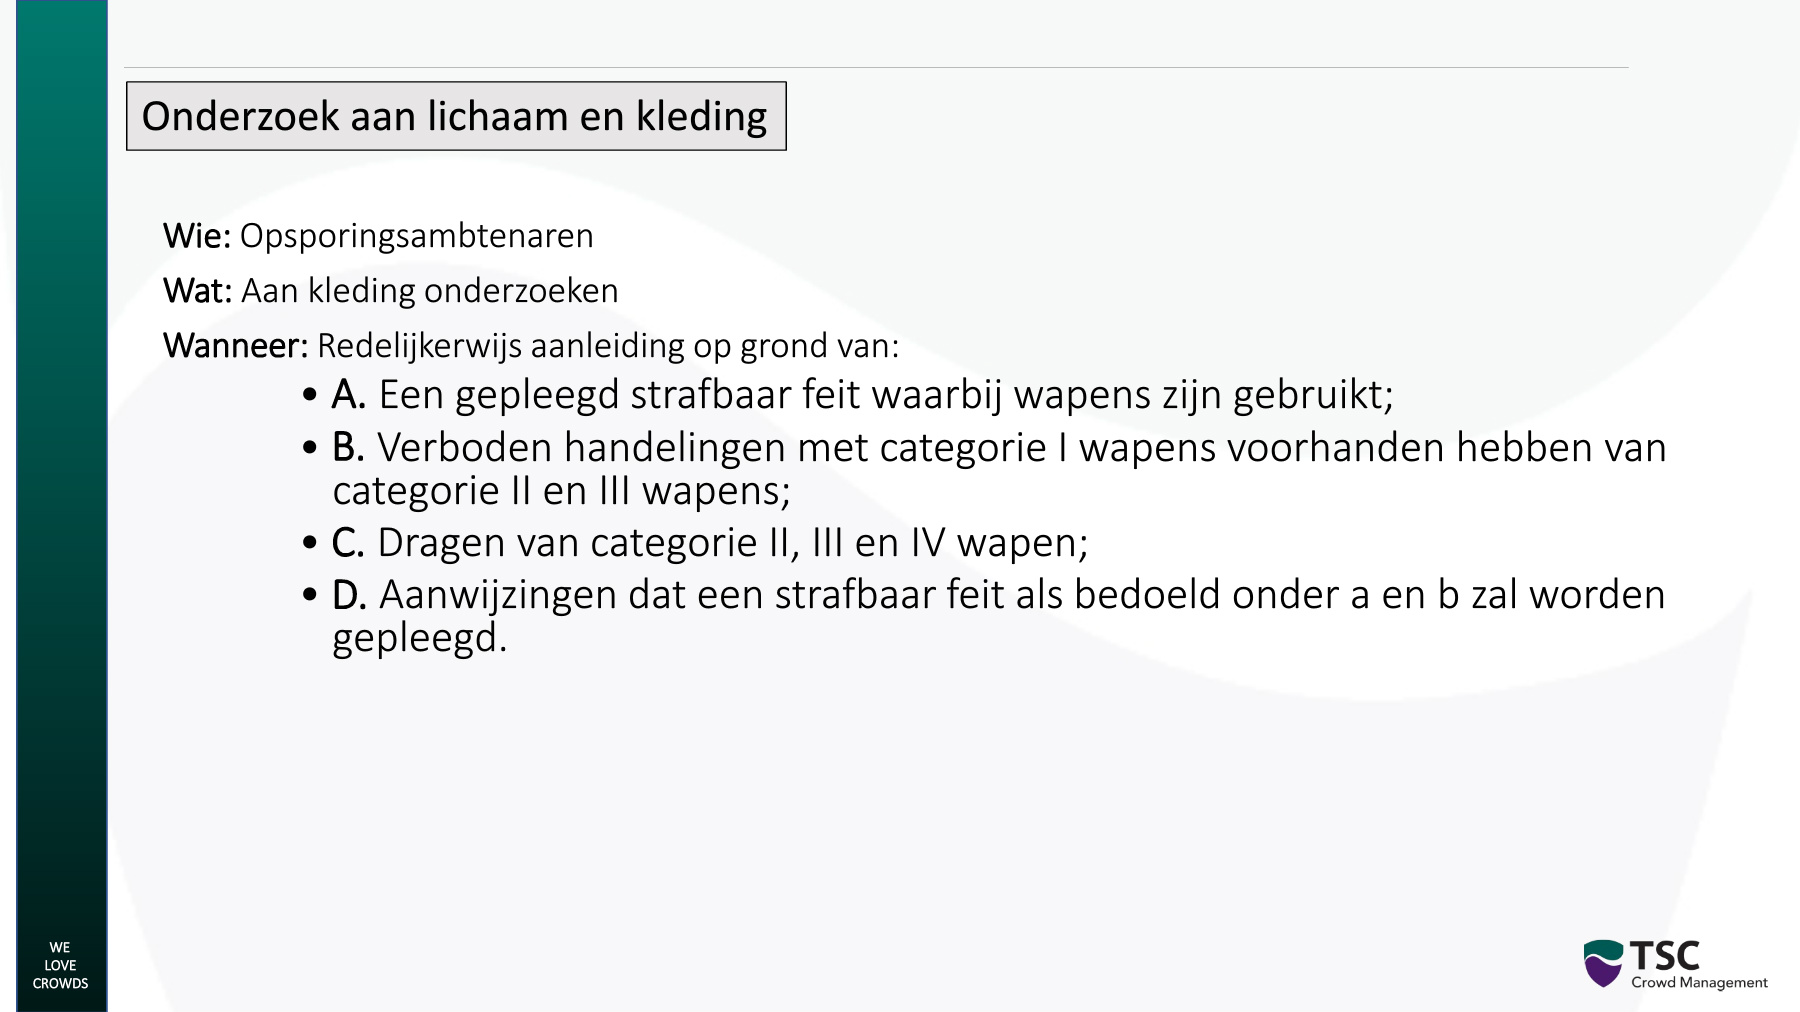 Onderzoek aan lichaam en kleding
Wie: Opsporingsambtenaren
Wat: Aan kleding onderzoeken
Wanneer: Redelijkerwijs aanleiding op grond van:
• A. Een gepleegd strafbaar feit waarbij wapens zijn gebruikt;
• B. Verboden handelingen met categorie I wapens voorhanden hebben van
categorie II en III wapens;
• C. Dragen van categorie II, III en IV wapen;
• D. Aanwijzingen dat een strafbaar feit als bedoeld onder a en b zal worden
gepleegd.
WE
LOVE
CROWDS
TSC
Crowd Management